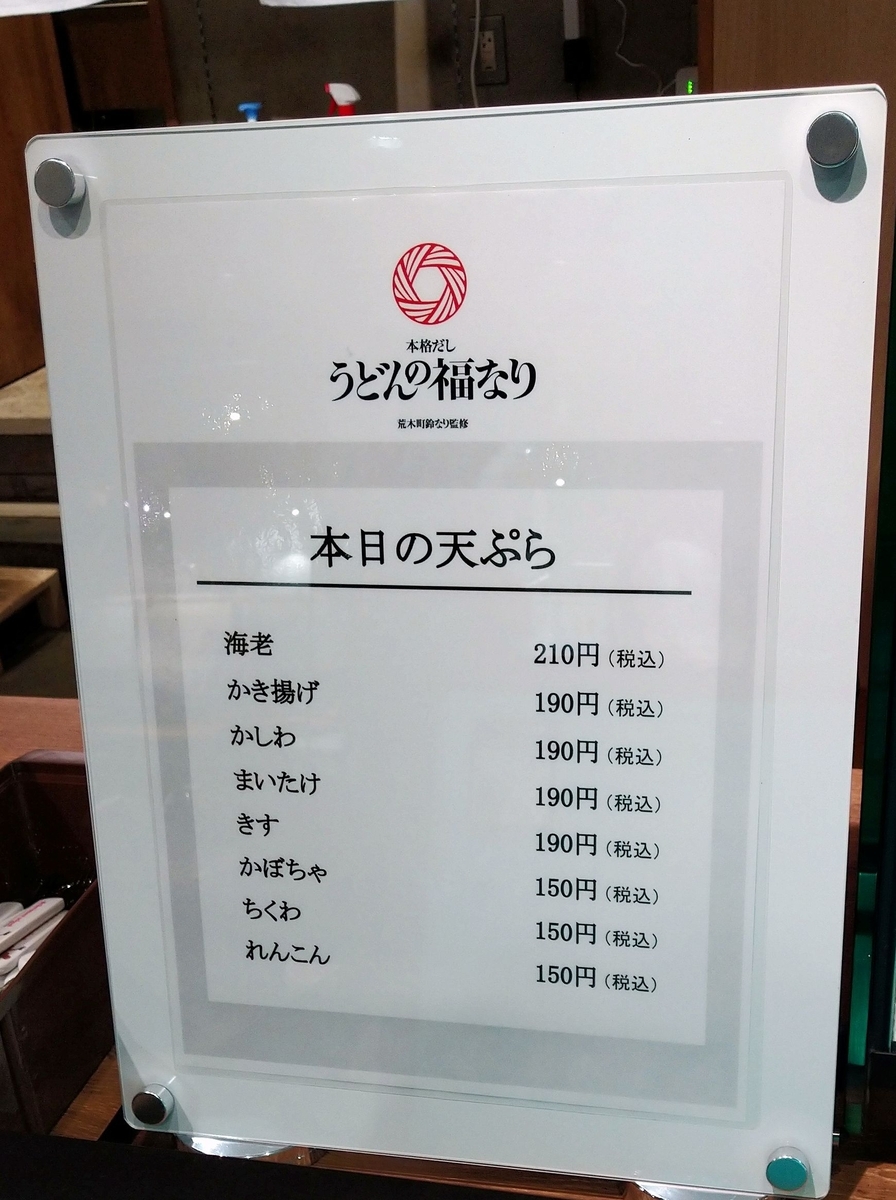 本格だし
うどんの福なり
荒木町鈴なり監修
本日の天ぷら
海老 210円(税込)
かき揚げ 190円(税込)
かしわ 190円(税込)
まいたけ 190円(税込)
きす 190円(税込)
かぼちゃ 150円(税込)
ちくわ 150円(税込)
れんこん 150円(税込)